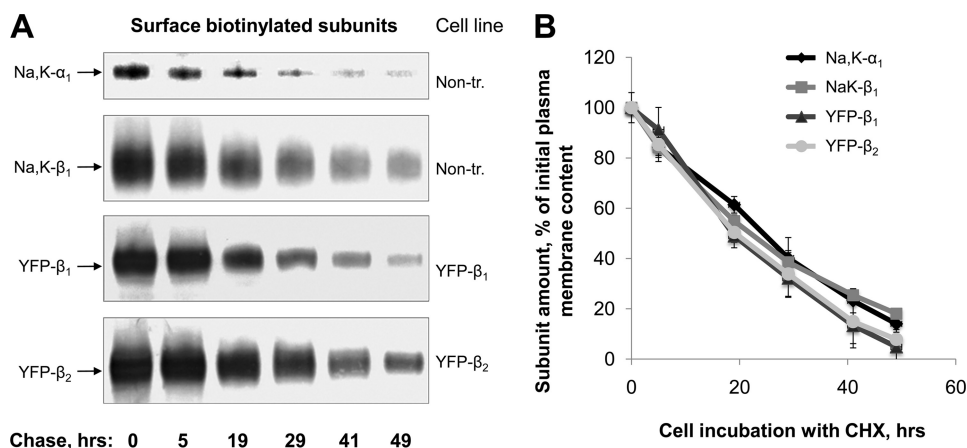 A
Surface biotinylated subunits
Cell line
Na,K-α₁
Non-tr.
Na,K-β₁
Non-tr.
YFP-β₁
YFP-β₁
YFP-β₂
YFP-β₂
Chase, hrs: 0 5 19 29 41 49
B
Subunit amount, % of initial plasma
membrane content
120
100
80
60
40
20
0
Na,K-α₁
NaK-β₁
YFP-β₁
YFP-β₂
0 20 40 60
Cell incubation with CHX, hrs